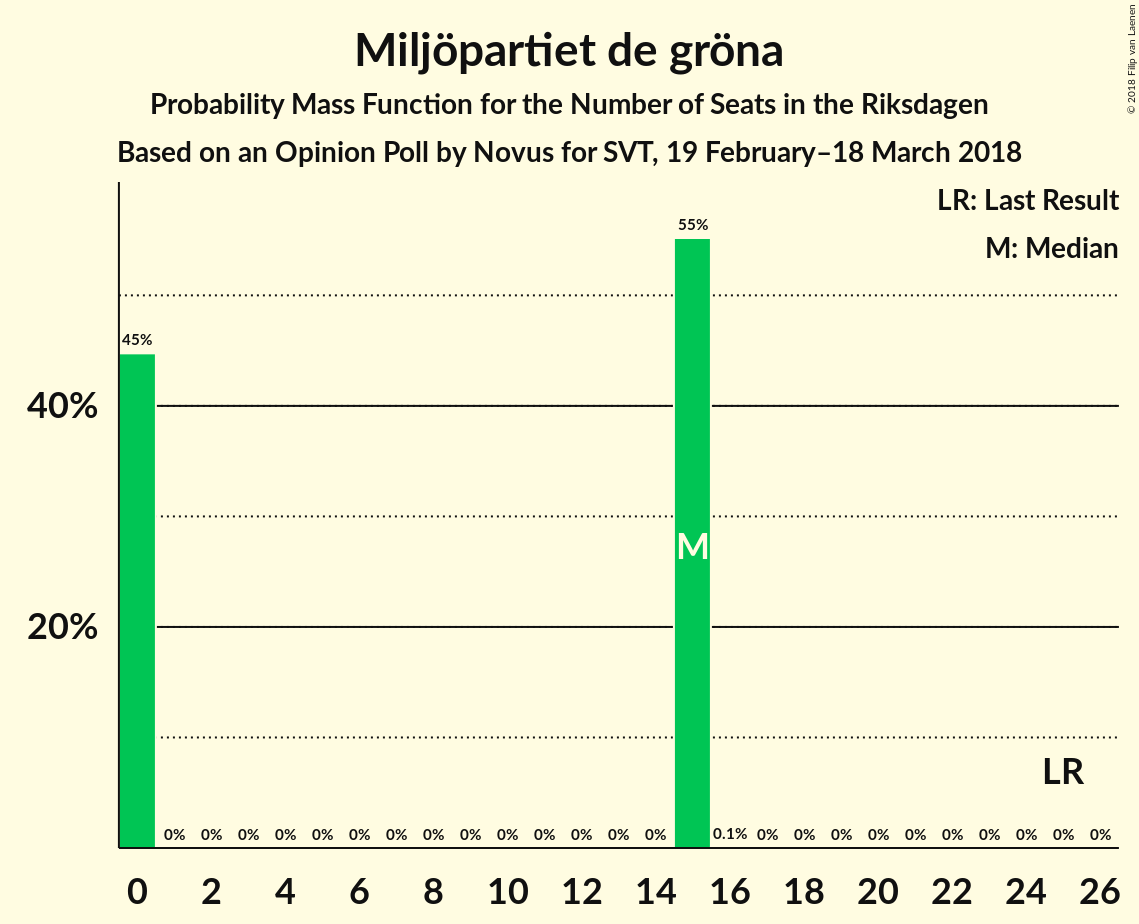 Miljöpartiet de gröna
Probability Mass Function for the Number of Seats in the Riksdagen
Based on an Opinion Poll by Novus for SVT, 19 February–18 March 2018
© 2018 Filip van Laenen
LR: Last Result
M: Median
55%
45%
40%
M
20%
LR
0% 0% 0% 0% 0% 0% 0% 0% 0% 0% 0% 0% 0% 0% 0.1% 0% 0% 0% 0% 0% 0% 0% 0% 0% 0%
0 2 4 6 8 10 12 14 16 18 20 22 24 26